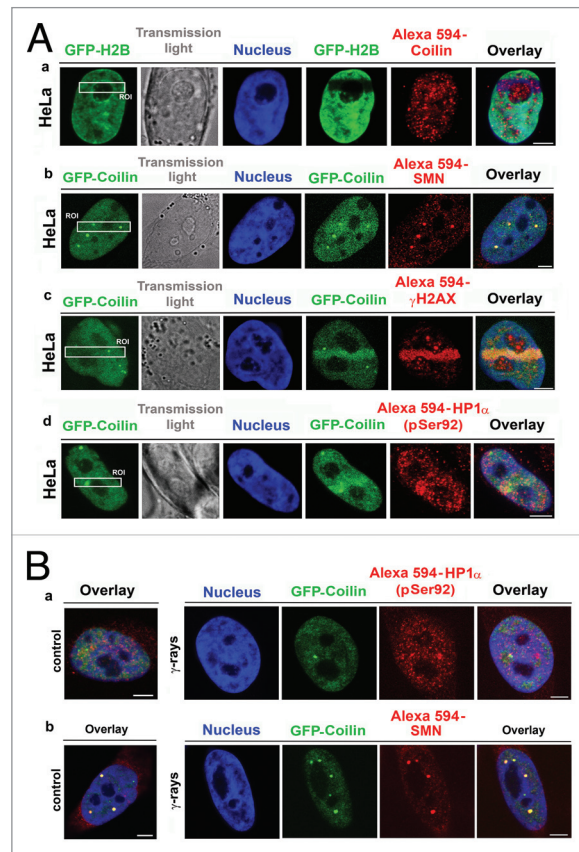 A
a
GFP-H2B
Transmission
light
Nucleus
GFP-H2B
Alexa 594-
Coilin
Overlay
HeLa
ROI
b
GFP-Coilin
Transmission
light
Nucleus
GFP-Coilin
Alexa 594-
SMN
Overlay
HeLa
ROI
c
GFP-Coilin
Transmission
light
Nucleus
GFP-Coilin
Alexa 594-
γH2AX
Overlay
HeLa
ROI
d
GFP-Coilin
Transmission
light
Nucleus
GFP-Coilin
Alexa 594-HP1α
(pSer92)
Overlay
HeLa
ROI
B
a
Overlay
control
Nucleus
GFP-Coilin
Alexa 594-HP1α
(pSer92)
Overlay
γ-rays
b
Overlay
control
Nucleus
GFP-Coilin
Alexa 594-
SMN
Overlay
γ-rays